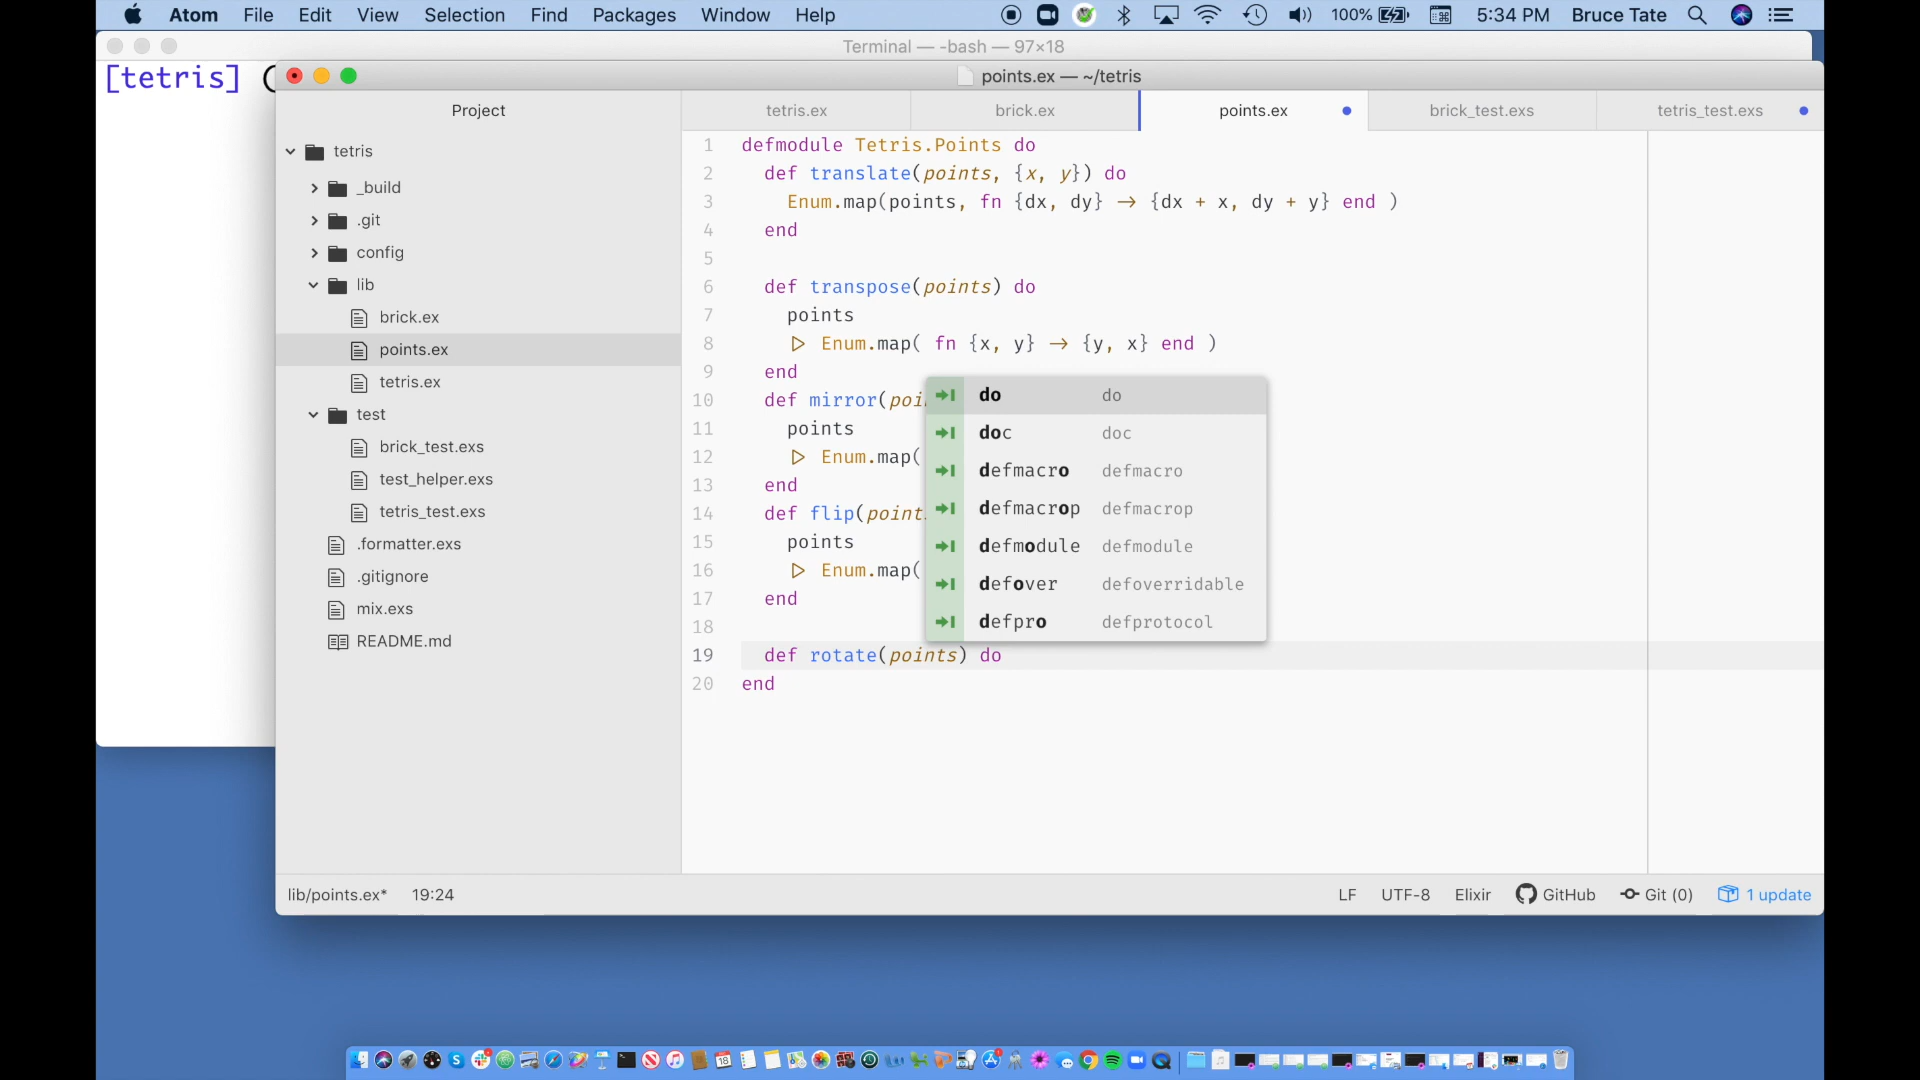 Atom File Edit View Selection Find Packages Window Help 100% 5:34 PM Bruce Tate
Terminal — -bash — 97×18
[tetris]
points.ex — ~/tetris
Project
tetris.ex brick.ex points.ex brick_test.exs tetris_test.exs
tetris
_build
.git
config
lib
brick.ex
points.ex
tetris.ex
test
brick_test.exs
test_helper.exs
tetris_test.exs
.formatter.exs
.gitignore
mix.exs
README.md
1 defmodule Tetris.Points do
2 def translate(points, {x, y}) do
3 Enum.map(points, fn {dx, dy} → {dx + x, dy + y} end )
4 end
5
6 def transpose(points) do
7 points
8 ▷ Enum.map( fn {x, y} → {y, x} end )
9 end
10 def mirror(poi
11 points
12 ▷ Enum.map(
13 end
14 def flip(point
15 points
16 ▷ Enum.map(
17 end
18
19 def rotate(points) do
20 end
do do
doc doc
defmacro defmacro
defmacrop defmacrop
defmodule defmodule
defover defoverridable
defpro defprotocol
lib/points.ex* 19:24 LF UTF-8 Elixir GitHub Git (0) 1 update